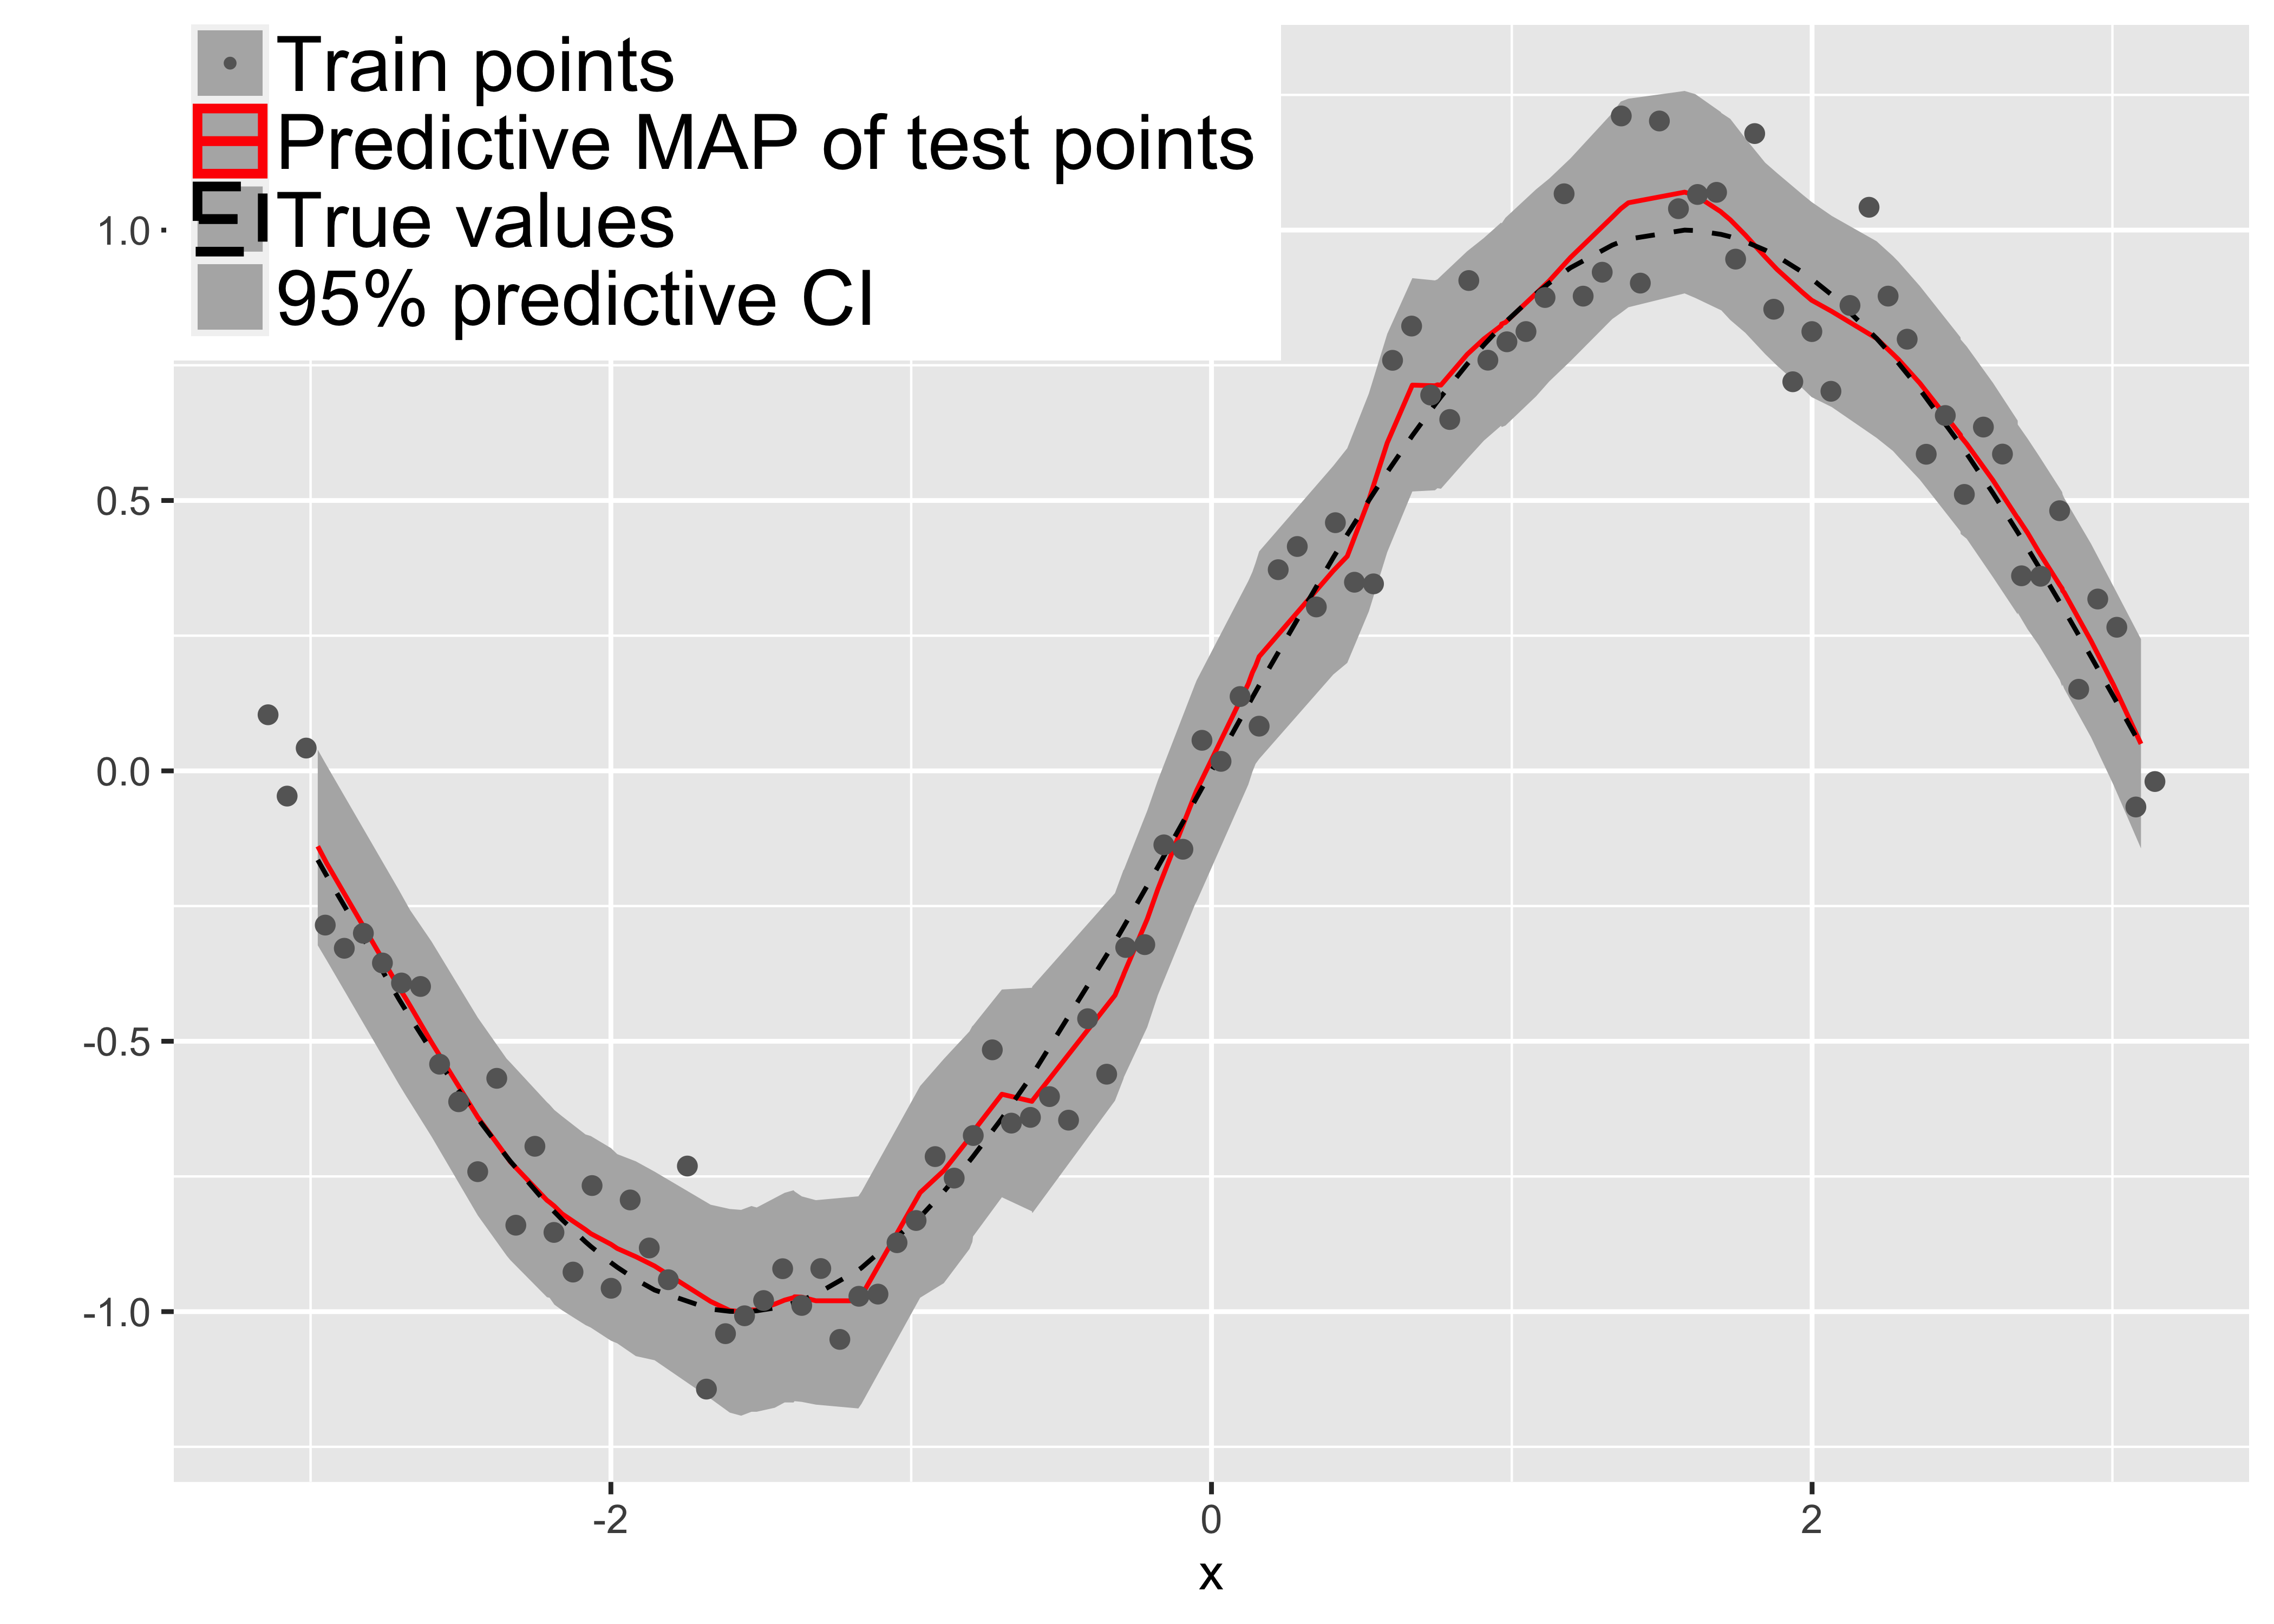 Train points
Predictive MAP of test points
True values
95% predictive CI
1.0
0.5
0.0
-0.5
-1.0
-2 0 2
x